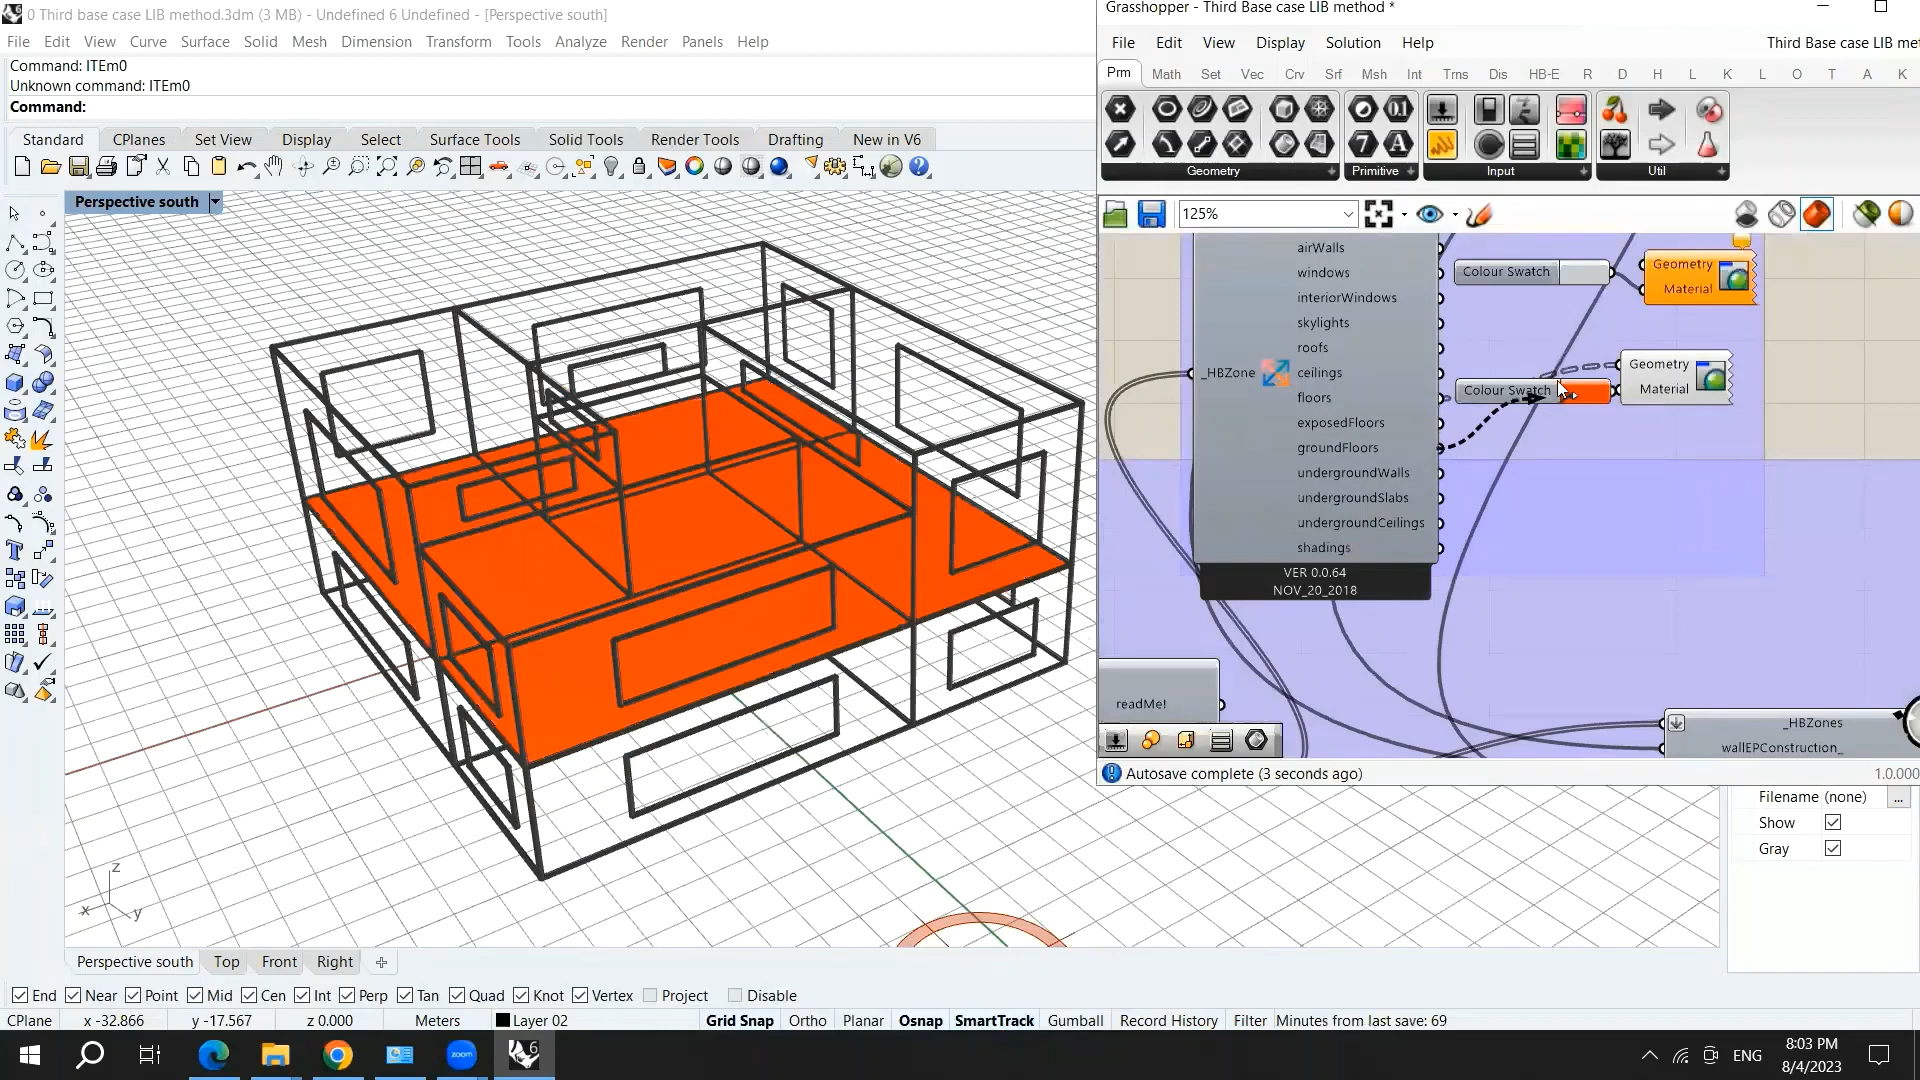 0 Third base case LIB method.3dm (3 MB) - Undefined 6 Undefined - [Perspective south]
File Edit View Curve Surface Solid Mesh Dimension Transform Tools Analyze Render Panels Help
Command: ITEm0
Unknown command: ITEm0
Command:
Standard CPlanes Set View Display Select Surface Tools Solid Tools Render Tools Drafting New in V6
Perspective south
z
x y
Perspective south Top Front Right
End Near Point Mid Cen Int Perp Tan Quad Knot Vertex Project Disable
CPlane x -32.866 y -17.567 z 0.000 Meters Layer 02 Grid Snap Ortho Planar Osnap SmartTrack Gumball Record History Filter Minutes from last save: 69
Grasshopper - Third Base case LIB method *
File Edit View Display Solution Help Third Base case LIB met
Prm Math Set Vec Crv Srf Msh Int Trns Dis HB-E R D H L K L O T A K
Geometry Primitive Input Util
125%
airWalls
windows
interiorWindows
skylights
roofs
ceilings
floors
exposedFloors
groundFloors
undergroundWalls
undergroundSlabs
undergroundCeilings
shadings
_HBZone
VER 0.0.64
NOV_20_2018
Colour Swatch
Geometry
Material
Colour Swatch
Geometry
Material
readMe!
_HBZones
wallEPConstruction_
Autosave complete (3 seconds ago) 1.0.000
Filename (none) ...
Show
Gray
zoom
6
ENG
8:03 PM
8/4/2023